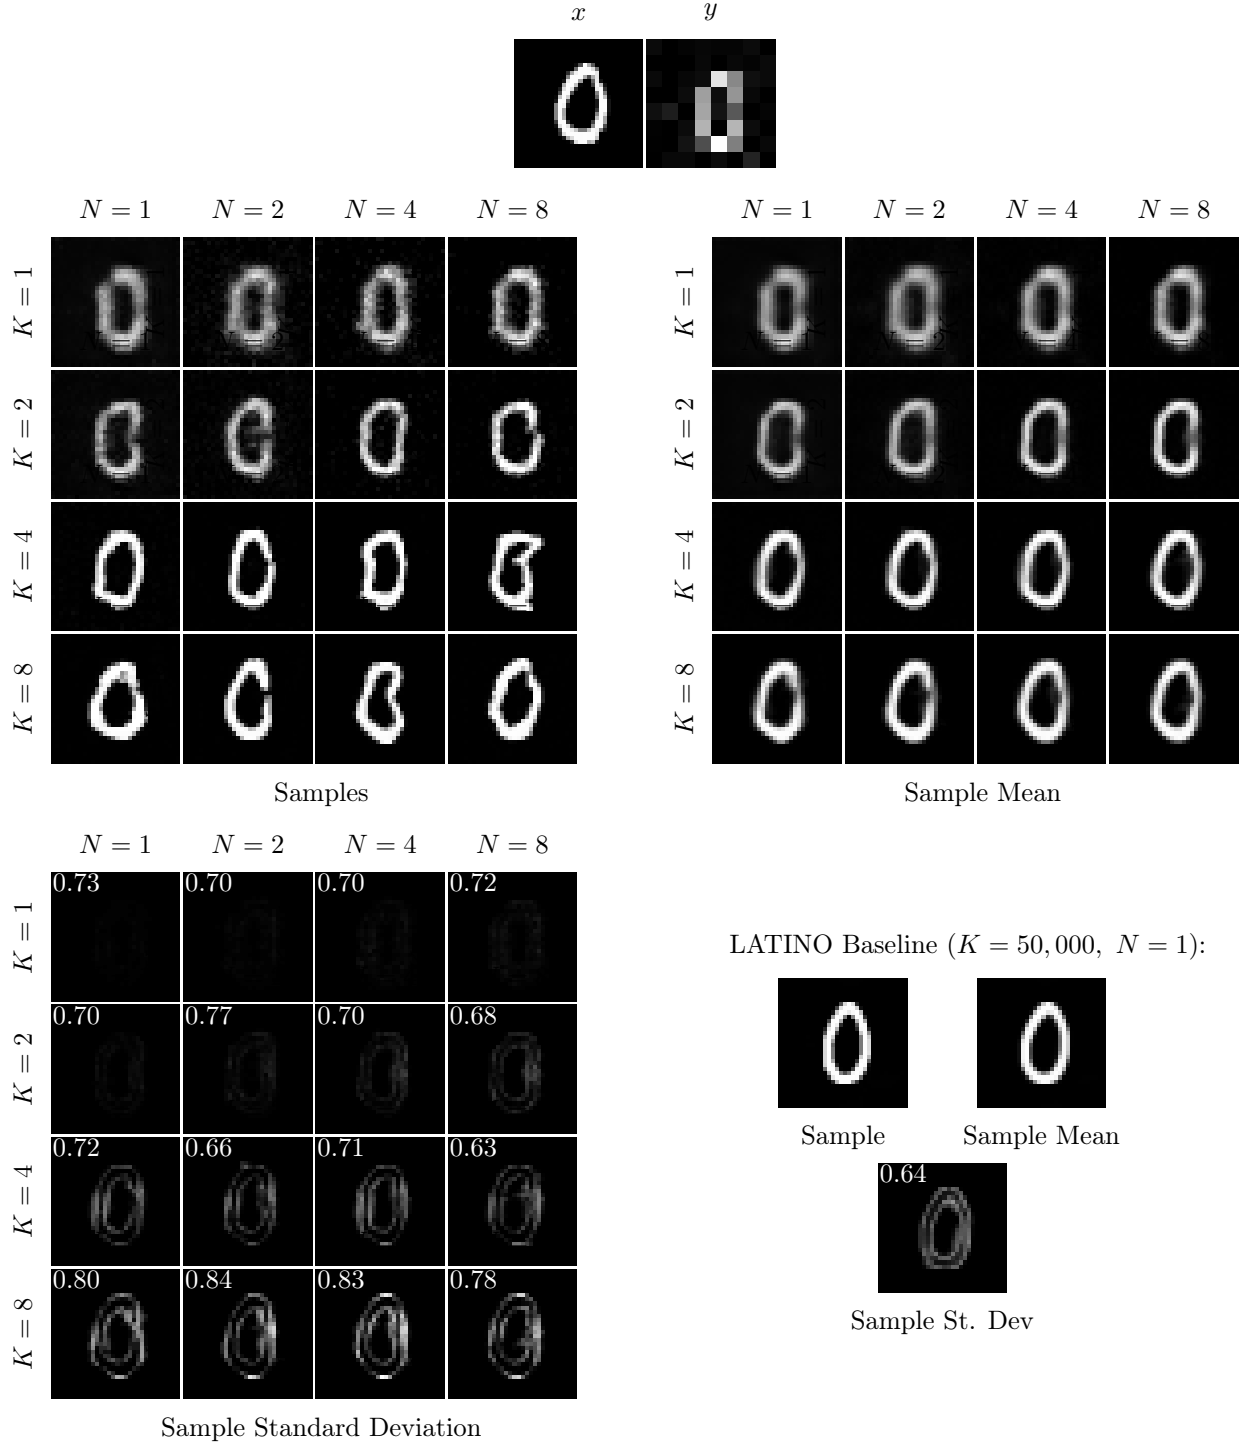 x y
N = 1 N = 2 N = 4 N = 8 N = 1 N = 2 N = 4 N = 8
K = 1 K = 1
K = 2 K = 2
K = 4 K = 4
K = 8 K = 8
Samples Sample Mean
N = 1 N = 2 N = 4 N = 8
K = 1 0.73 0.70 0.70 0.72
K = 2 0.70 0.77 0.70 0.68
K = 4 0.72 0.66 0.71 0.63
K = 8 0.80 0.84 0.83 0.78
Sample Standard Deviation
LATINO Baseline (K = 50,000, N = 1):
Sample Sample Mean
0.64
Sample St. Dev